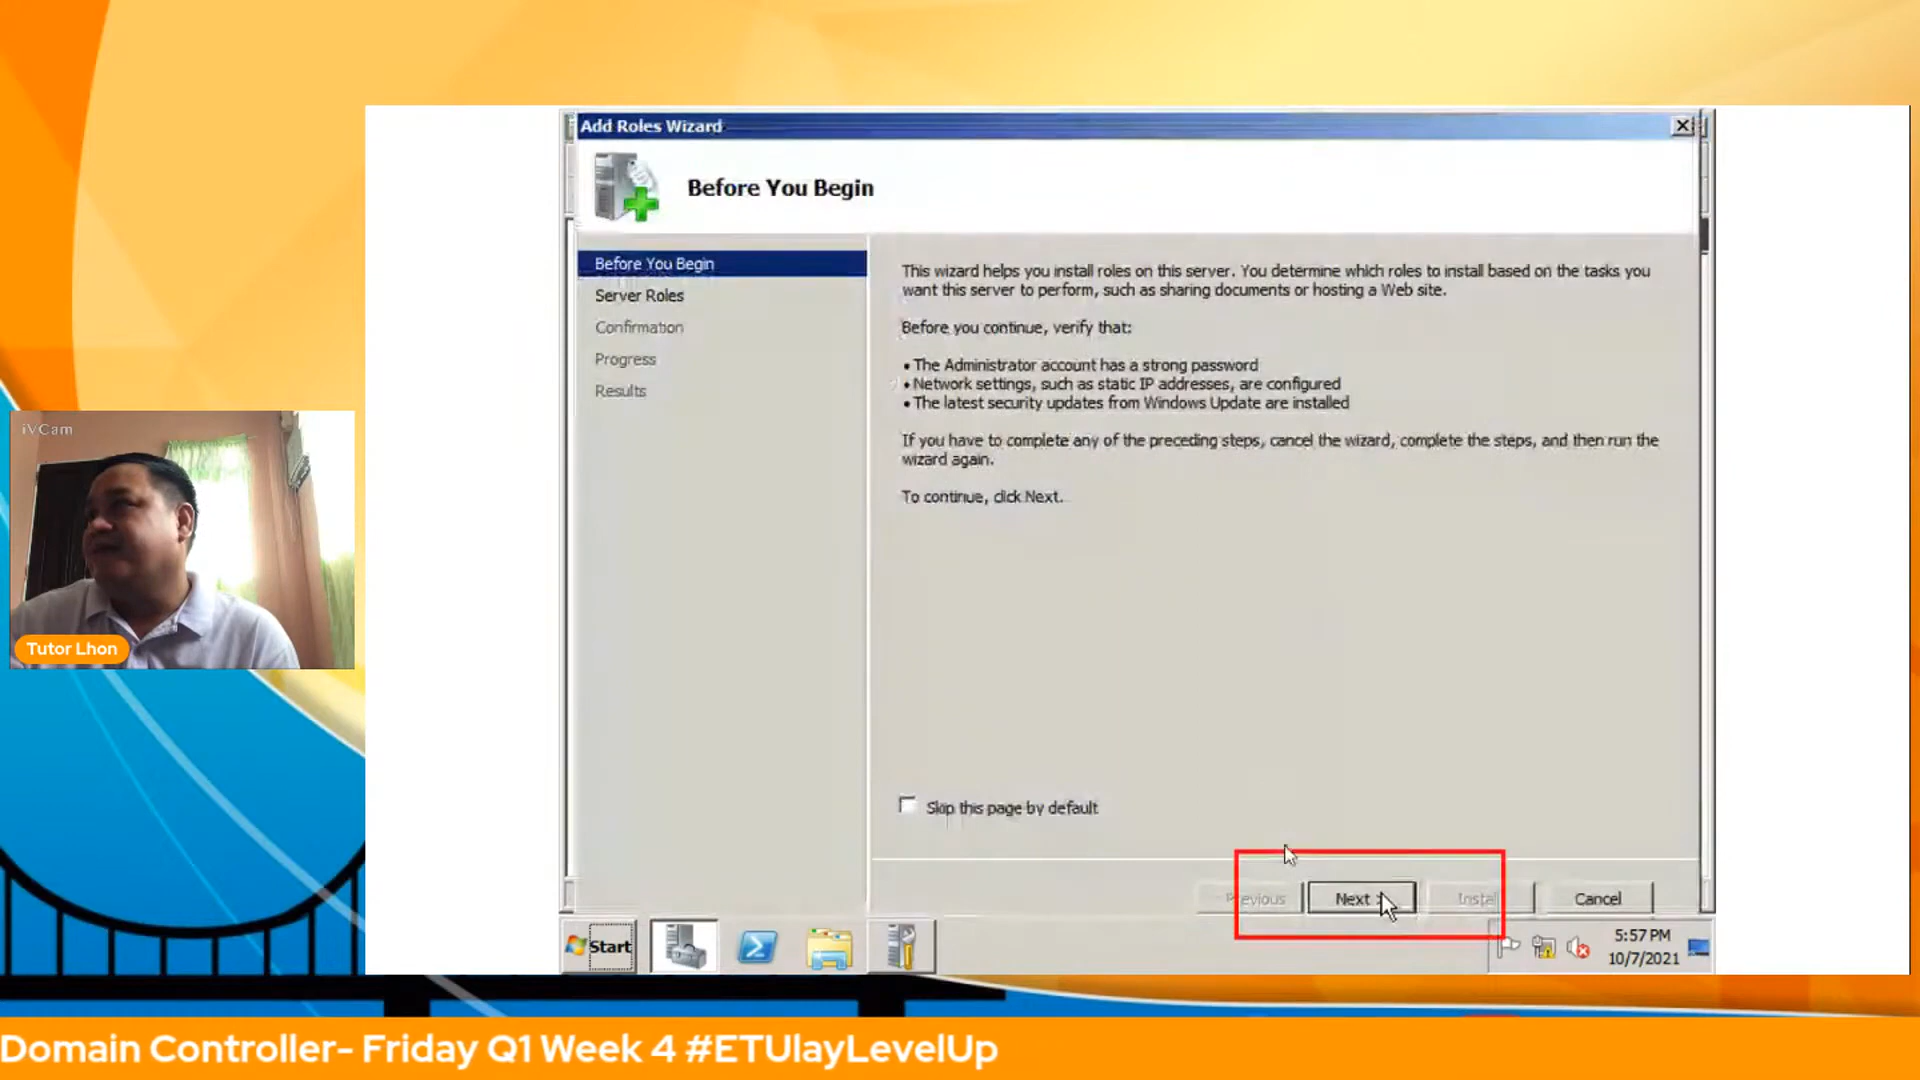 Add Roles Wizard
Before You Begin
Before You Begin
Server Roles
Confirmation
Progress
Results
This wizard helps you install roles on this server. You determine which roles to install based on the tasks you
want this server to perform, such as sharing documents or hosting a Web site.
Before you continue, verify that:
• The Administrator account has a strong password
• Network settings, such as static IP addresses, are configured
• The latest security updates from Windows Update are installed
If you have to complete any of the preceding steps, cancel the wizard, complete the steps, and then run the
wizard again.
To continue, click Next.
Skip this page by default
Previous
Next >
Install
Cancel
Start
5:57 PM
10/7/2021
iVCam
Tutor Lhon
Domain Controller- Friday Q1 Week 4 #ETUlayLevelUp